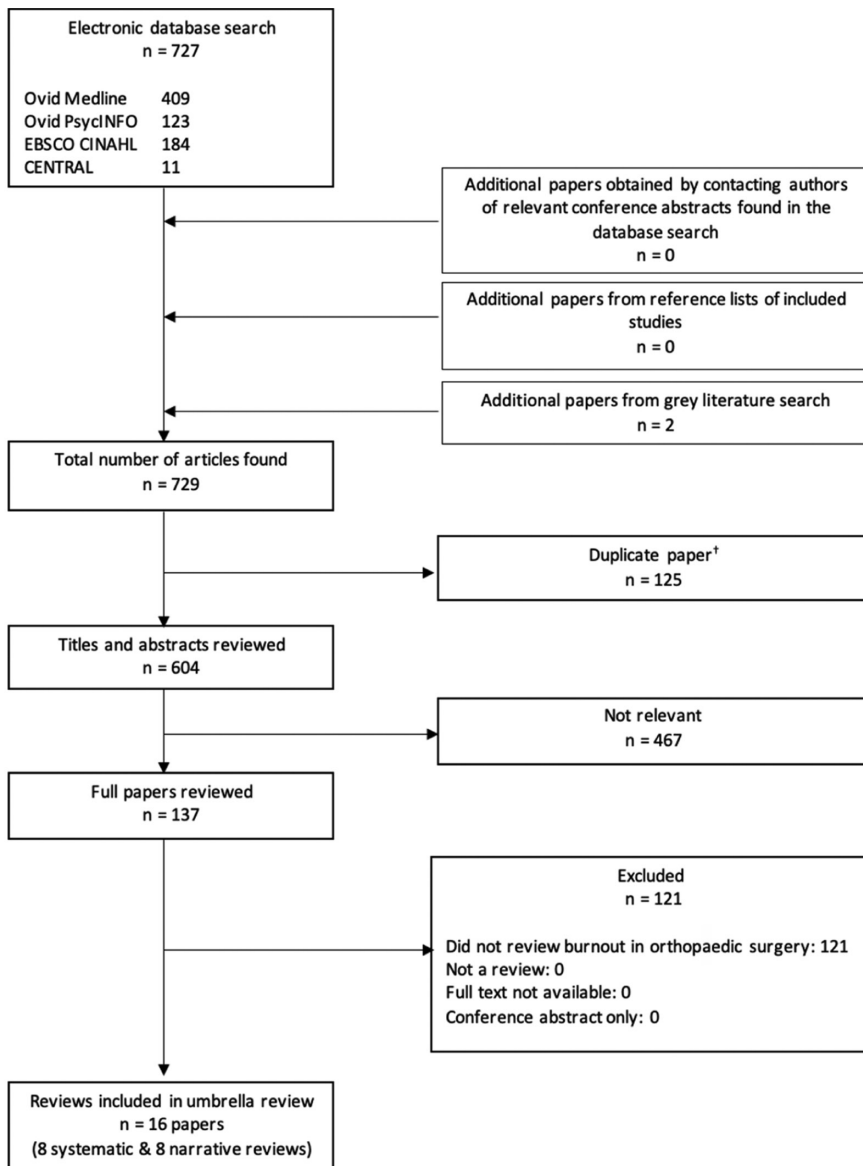 Electronic database search
n = 727
Ovid Medline 409
Ovid PsycINFO 123
EBSCO CINAHL 184
CENTRAL 11
Additional papers obtained by contacting authors
of relevant conference abstracts found in the
database search
n = 0
Additional papers from reference lists of included
studies
n = 0
Additional papers from grey literature search
n = 2
Total number of articles found
n = 729
Duplicate paper†
n = 125
Titles and abstracts reviewed
n = 604
Not relevant
n = 467
Full papers reviewed
n = 137
Excluded
n = 121
Did not review burnout in orthopaedic surgery: 121
Not a review: 0
Full text not available: 0
Conference abstract only: 0
Reviews included in umbrella review
n = 16 papers
(8 systematic & 8 narrative reviews)